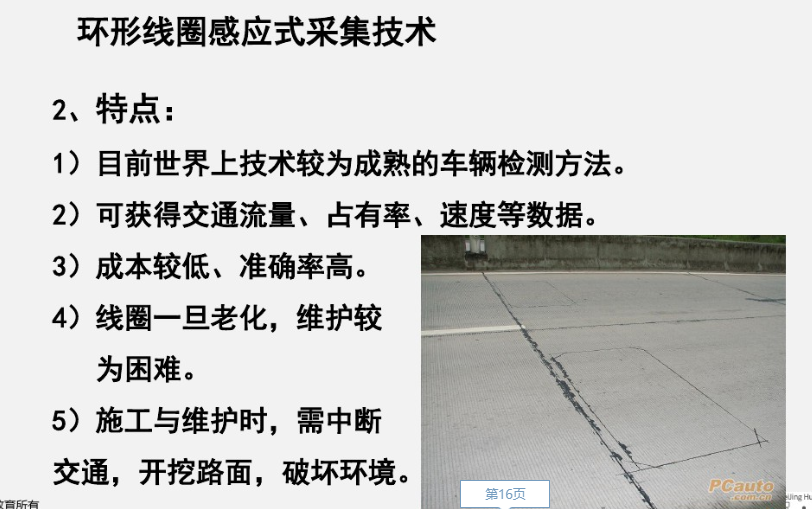 环形线圈感应式采集技术
2、特点：
1）目前世界上技术较为成熟的车辆检测方法。
2）可获得交通流量、占有率、速度等数据。
3）成本较低、准确率高。
4）线圈一旦老化，维护较
为困难。
5）施工与维护时，需中断
交通，开挖路面，破坏环境。
第16页
PCauto
.com.cn
育所有